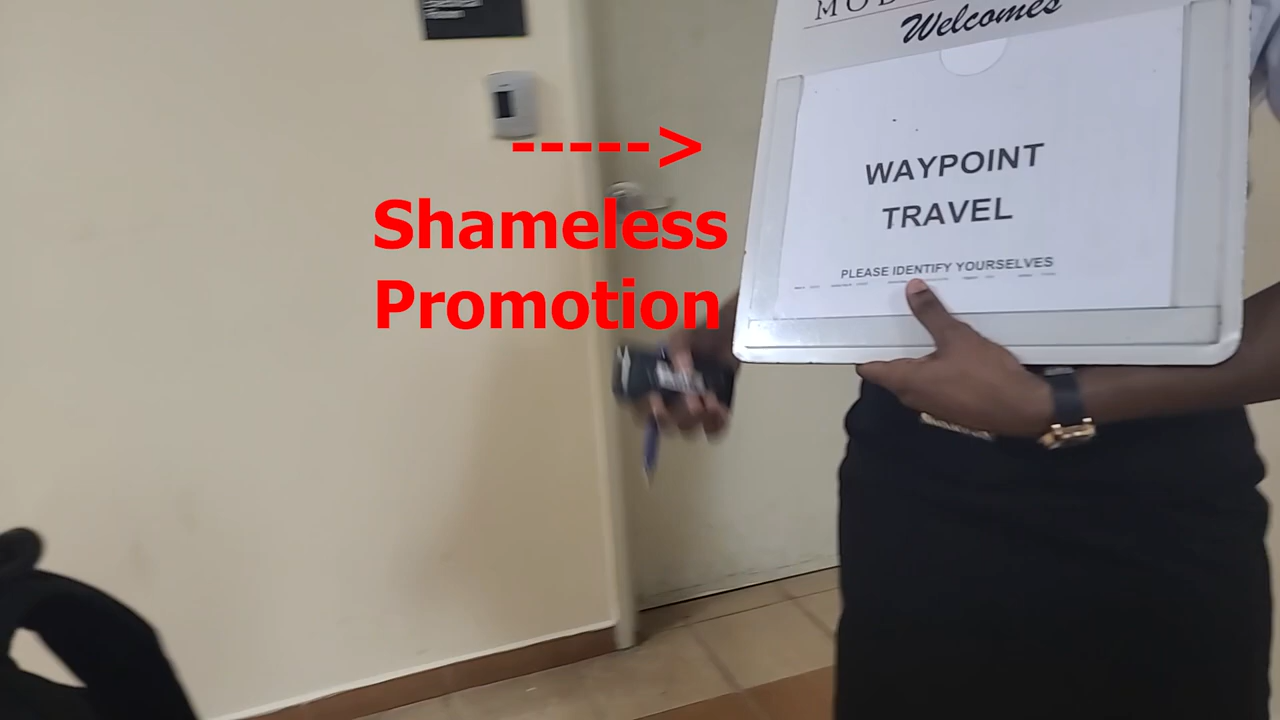 Welcomes
WAYPOINT
TRAVEL
PLEASE IDENTIFY YOURSELVES
----->
Shameless
Promotion